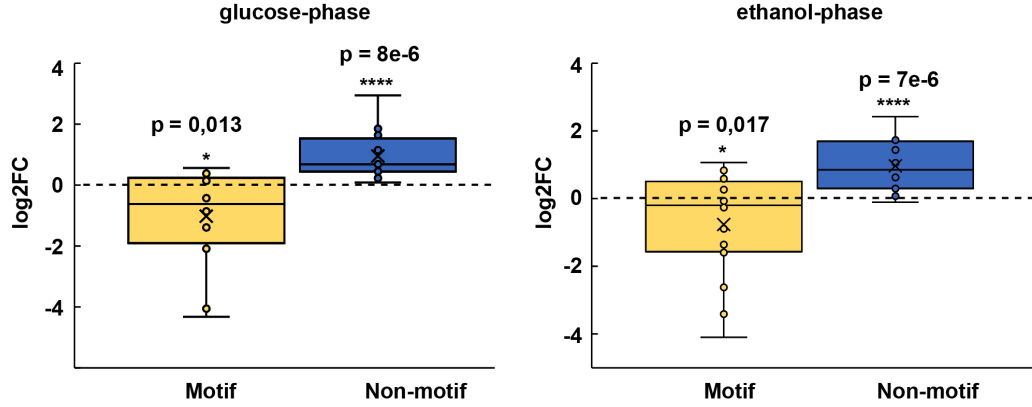 glucose-phase
4
2
0
-2
-4
log2FC
p = 0,013
*
p = 8e-6
****
Motif
Non-motif
ethanol-phase
4
2
0
-2
-4
log2FC
p = 0,017
*
p = 7e-6
****
Motif
Non-motif